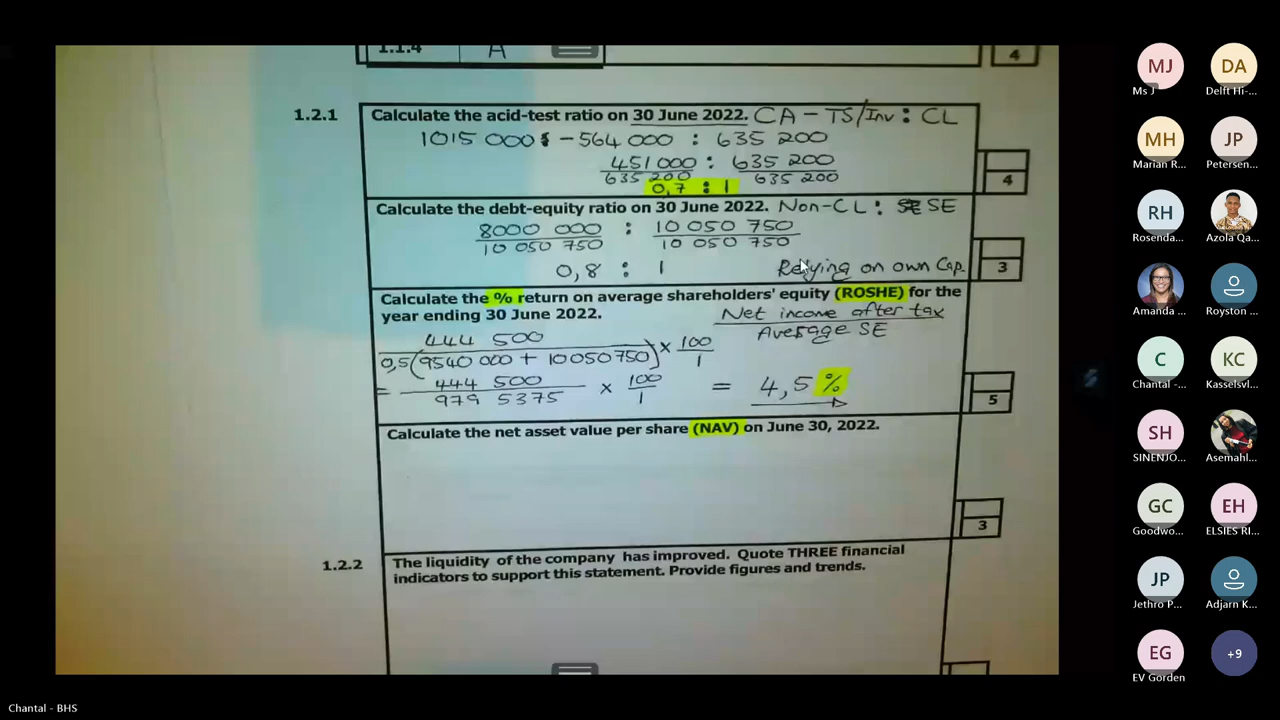 1.1.4 A
4
1.2.1
Calculate the acid-test ratio on 30 June 2022. CA - TS/Inv : CL
1015 000 - 564 000 : 635 200
451 000 : 635 200
635 200 635 200
0,7 : 1
4
Calculate the debt-equity ratio on 30 June 2022. Non-CL : SE
8000 000 : 10 050 750
10 050 750 10 050 750
0,8 : 1 Relying on own Cap.
3
Calculate the % return on average shareholders' equity (ROSHE) for the
year ending 30 June 2022.
Net income after tax
Average SE
444 500
0,5(9540 000 + 10050750) × 100
1
= 444 500 × 100 = 4,5 %
979 5375 1
5
Calculate the net asset value per share (NAV) on June 30, 2022.
3
1.2.2
The liquidity of the company has improved. Quote THREE financial
indicators to support this statement. Provide figures and trends.
MJ
Ms J
DA
Delft Hi-...
MH
Marian R...
JP
Petersen...
RH
Rosenda...
Azola Qa...
Amanda ...
Royston ...
C
Chantal -...
KC
Kasselsvl...
SH
SINENJO...
Asemahl...
GC
Goodwo...
EH
ELSIES RI...
JP
Jethro P...
Adjarn K...
EG
EV Gorden
+9
Chantal - BHS